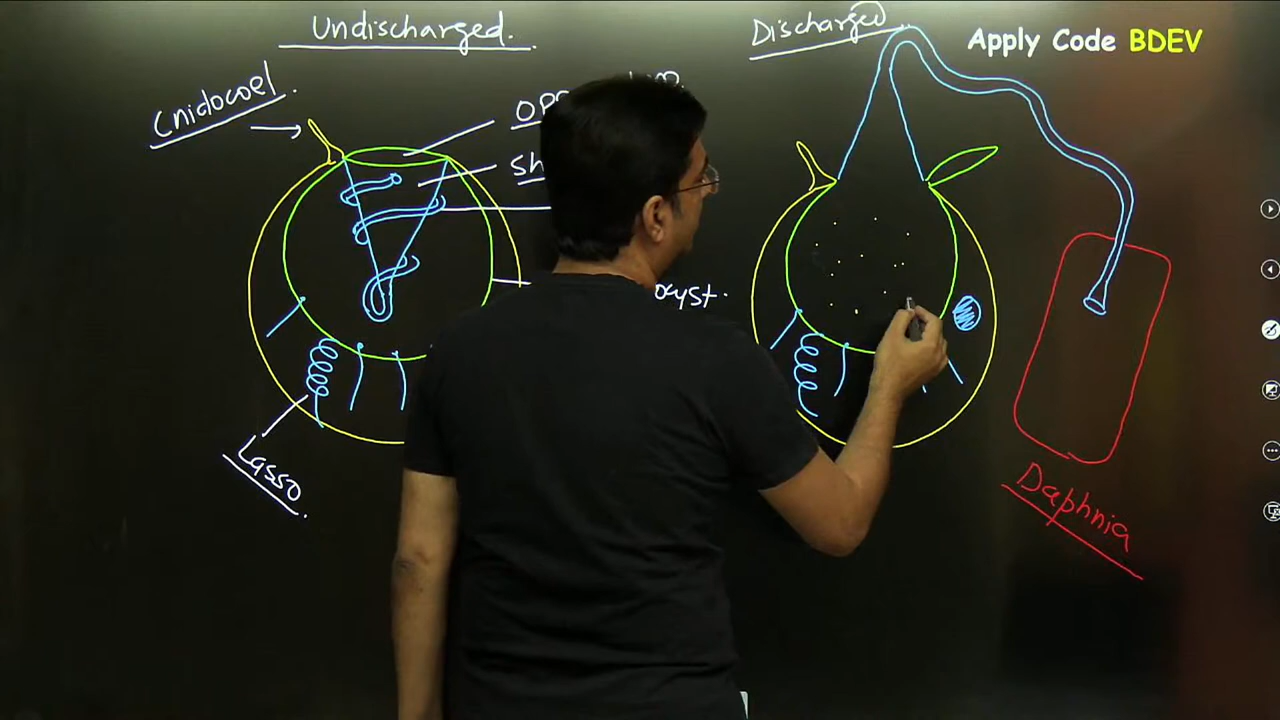 Undischarged.
Discharged
Apply Code BDEV
Cnidocoel.
Lasso.
Daphnia